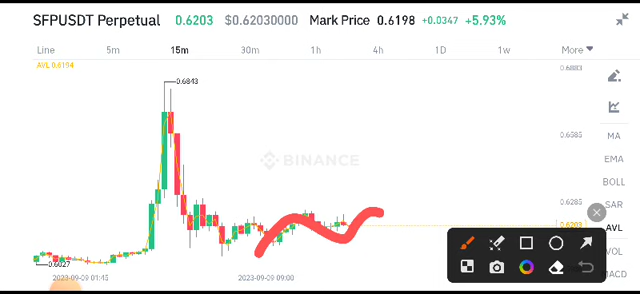 SFPUSDT Perpetual 0.6203 $0.62030000 Mark Price 0.6198 +0.0347 +5.93%
Line 5m 15m 30m 1h 4h 1D 1W More
AVL 0.6194
0.6883
0.6843
MA
0.6585
EMA
BINANCE
BOLL
0.6285
SAR
0.6203
AVL
VOL
0.6027
MACD
2023-09-09 01:45 2023-09-09 09:00